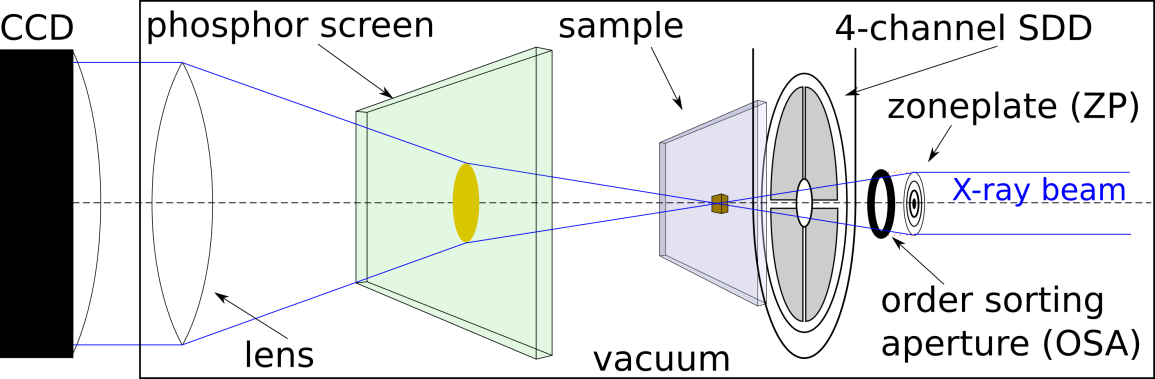 CCD
phosphor screen
sample
4-channel SDD
zoneplate (ZP)
X-ray beam
order sorting
aperture (OSA)
lens
vacuum